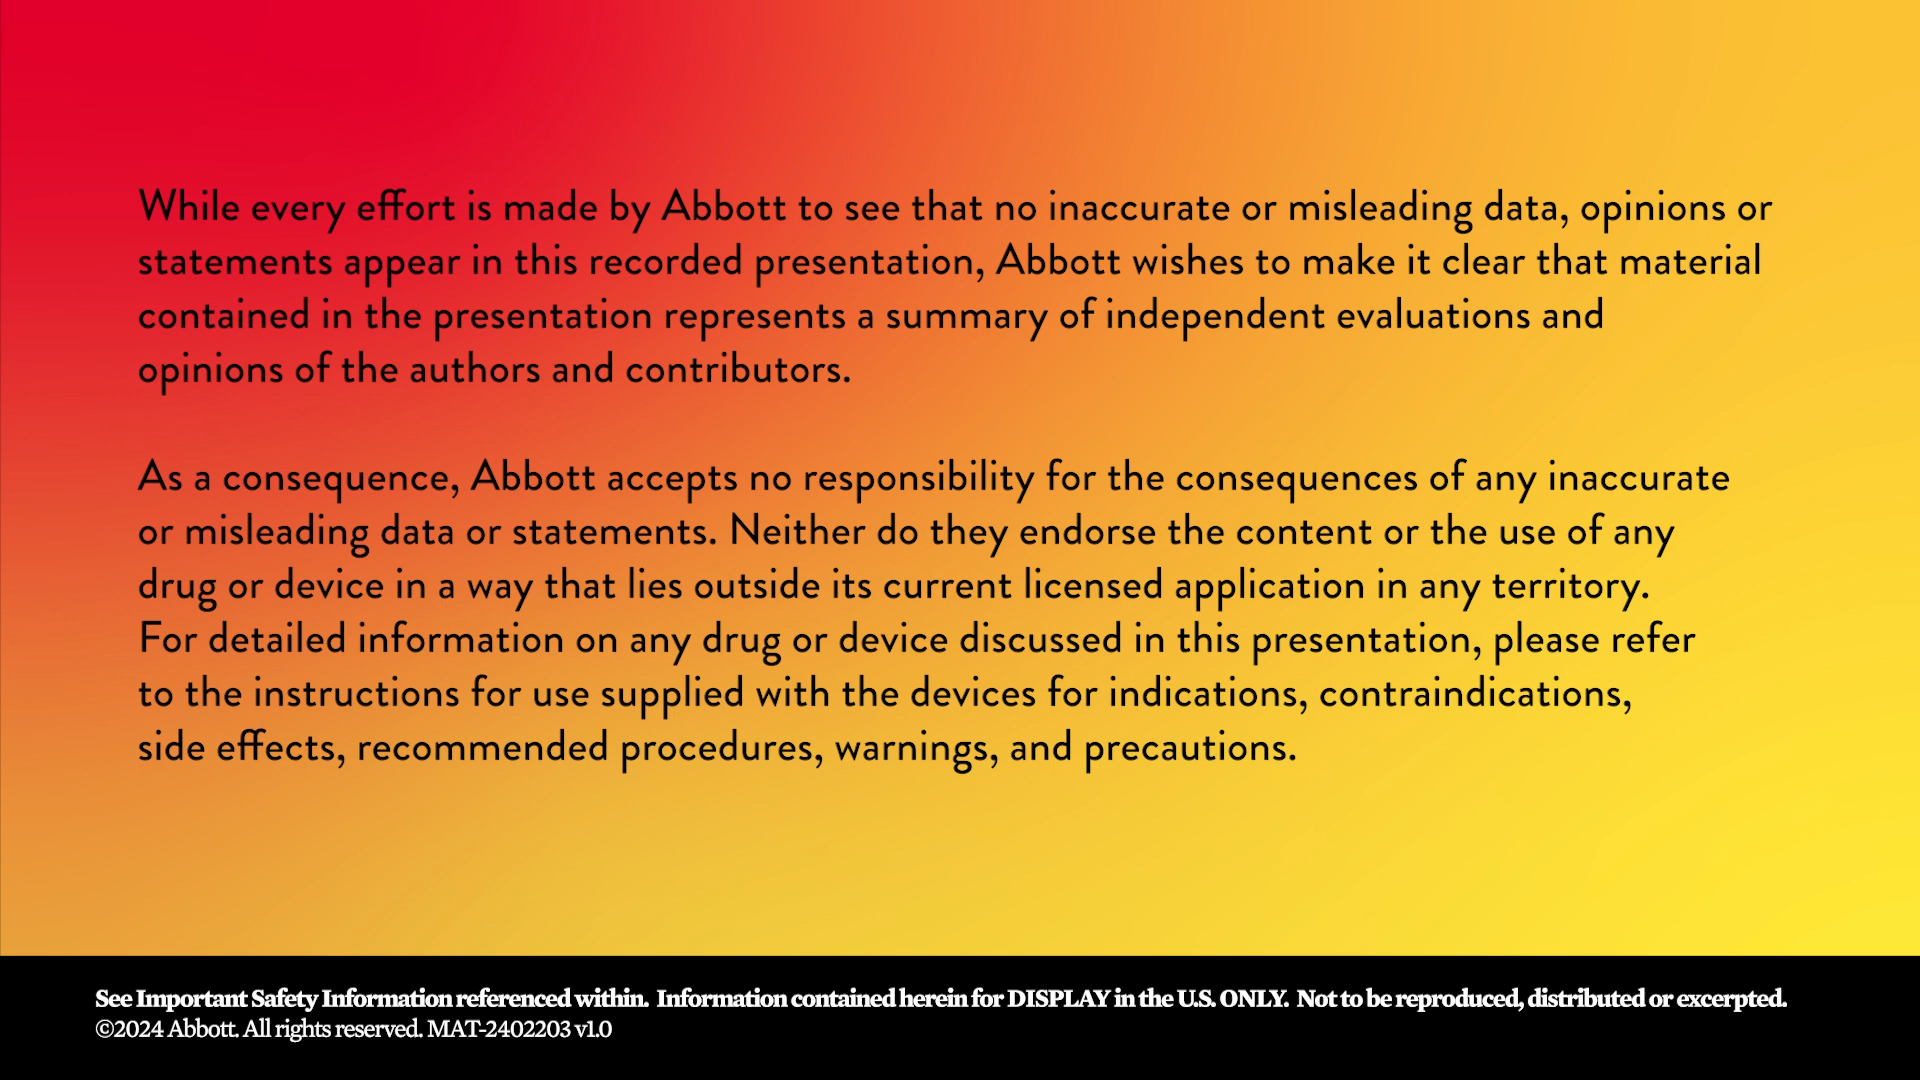 While every effort is made by Abbott to see that no inaccurate or misleading data, opinions or
statements appear in this recorded presentation, Abbott wishes to make it clear that material
contained in the presentation represents a summary of independent evaluations and
opinions of the authors and contributors.
As a consequence, Abbott accepts no responsibility for the consequences of any inaccurate
or misleading data or statements. Neither do they endorse the content or the use of any
drug or device in a way that lies outside its current licensed application in any territory.
For detailed information on any drug or device discussed in this presentation, please refer
to the instructions for use supplied with the devices for indications, contraindications,
side effects, recommended procedures, warnings, and precautions.
See Important Safety Information referenced within. Information contained herein for DISPLAY in the U.S. ONLY. Not to be reproduced, distributed or excerpted.
©2024 Abbott. All rights reserved. MAT-2402203 v1.0